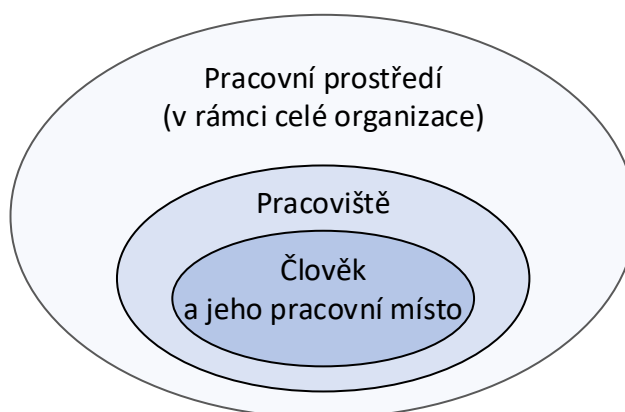 Pracovní prostředí
(v rámci celé organizace)
Pracoviště
Člověk
a jeho pracovní místo